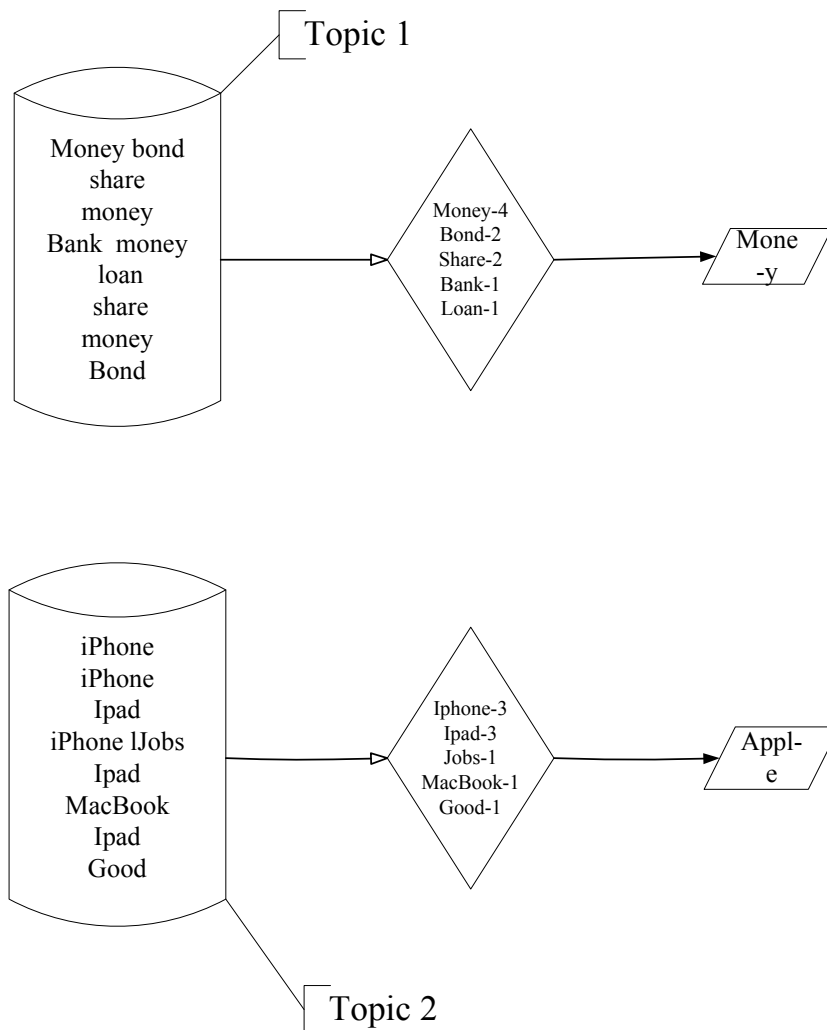 Topic 1
Money bond
share
money
Bank money
loan
share
money
Bond
Money-4
Bond-2
Share-2
Bank-1
Loan-1
Mone
-y
iPhone
iPhone
Ipad
iPhone lJobs
Ipad
MacBook
Ipad
Good
Iphone-3
Ipad-3
Jobs-1
MacBook-1
Good-1
Appl-
e
Topic 2